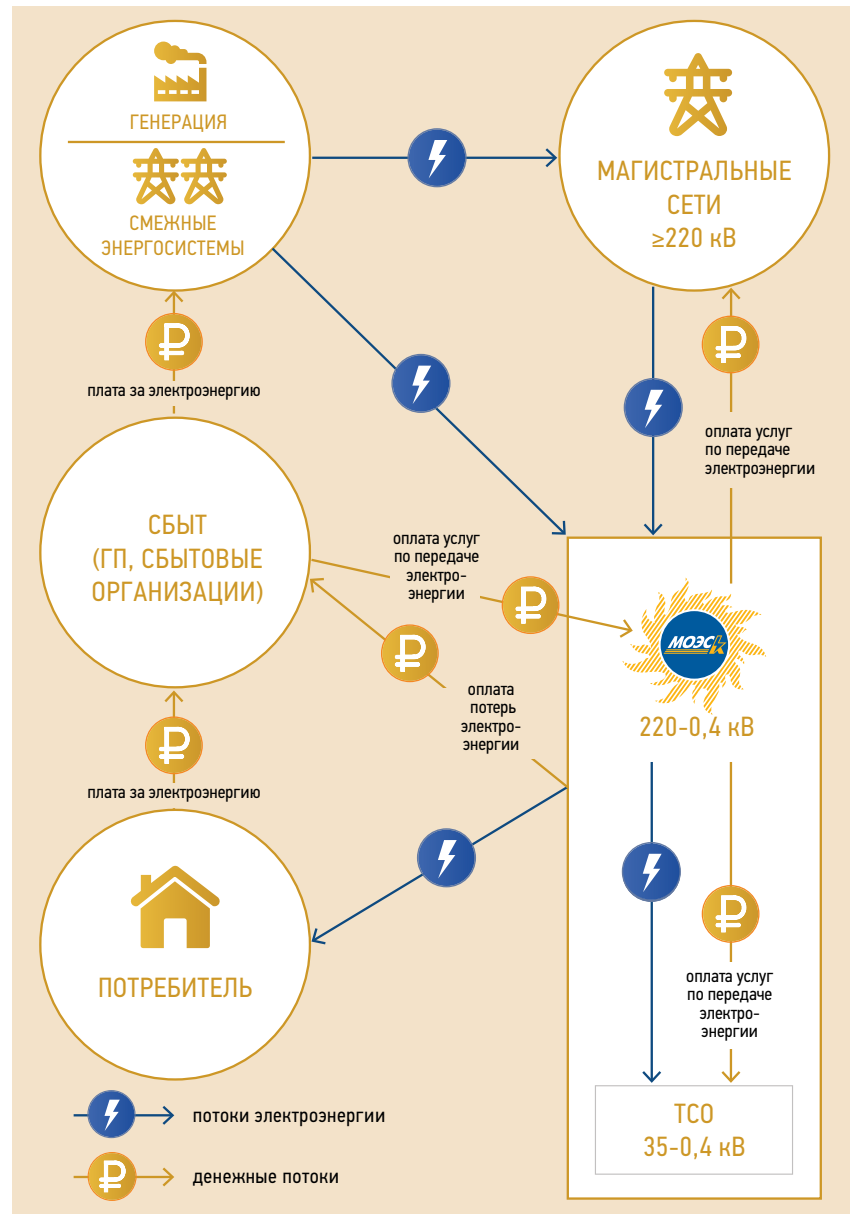 ГЕНЕРАЦИЯ
СМЕЖНЫЕ
ЭНЕРГОСИСТЕМЫ
МАГИСТРАЛЬНЫЕ
СЕТИ
≥220 кВ
плата за электроэнергию
оплата услуг
по передаче
электроэнергии
СБЫТ
(ГП, СБЫТОВЫЕ
ОРГАНИЗАЦИИ)
оплата услуг
по передаче
электро-
энергии
МОЭСК
220-0,4 кВ
оплата
потерь
электро-
энергии
плата за электроэнергию
ПОТРЕБИТЕЛЬ
оплата услуг
по передаче
электро-
энергии
ТСО
35-0,4 кВ
потоки электроэнергии
денежные потоки